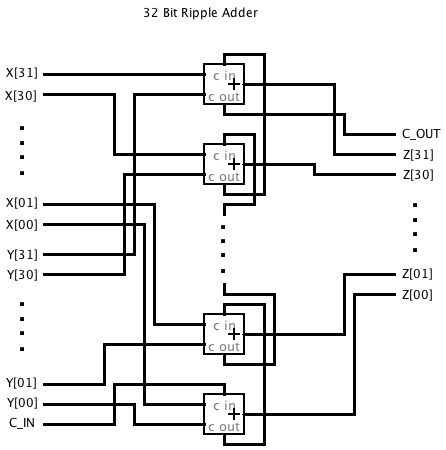 32 Bit Ripple Adder
X[31]
X[30]
X[01]
X[00]
Y[31]
Y[30]
Y[01]
Y[00]
C_IN
c in
+
c out
c in
+
c out
c in
+
c out
c in
+
c out
C_OUT
Z[31]
Z[30]
Z[01]
Z[00]